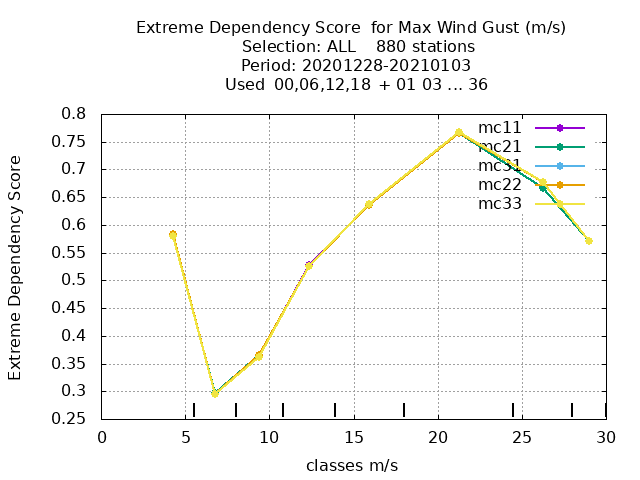 Extreme Dependency Score  for Max Wind Gust (m/s)
Selection: ALL    880 stations
Period: 20201228-20210103
Used  00,06,12,18  + 01 03 ... 36
Extreme Dependency Score
0.8
0.75
0.7
0.65
0.6
0.55
0.5
0.45
0.4
0.35
0.3
0.25
mc11
mc21
mc31
mc22
mc33
0 5 10 15 20 25 30
classes m/s